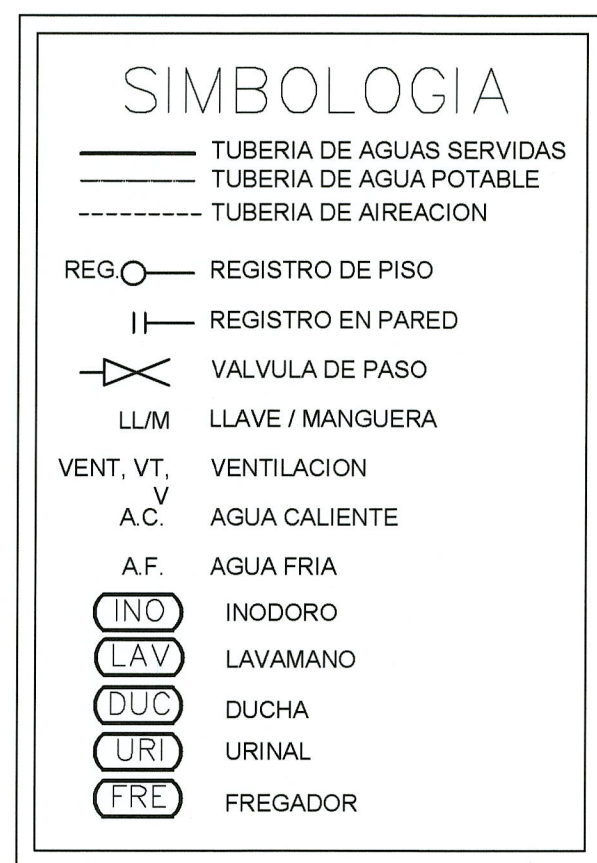 SIMBOLOGIA
TUBERIA DE AGUAS SERVIDAS
TUBERIA DE AGUA POTABLE
TUBERIA DE AIREACION
REG. REGISTRO DE PISO
REGISTRO EN PARED
VALVULA DE PASO
LL/M LLAVE / MANGUERA
VENT, VT, VENTILACION
V
A.C. AGUA CALIENTE
A.F. AGUA FRIA
INO INODORO
LAV LAVAMANO
DUC DUCHA
URI URINAL
FRE FREGADOR